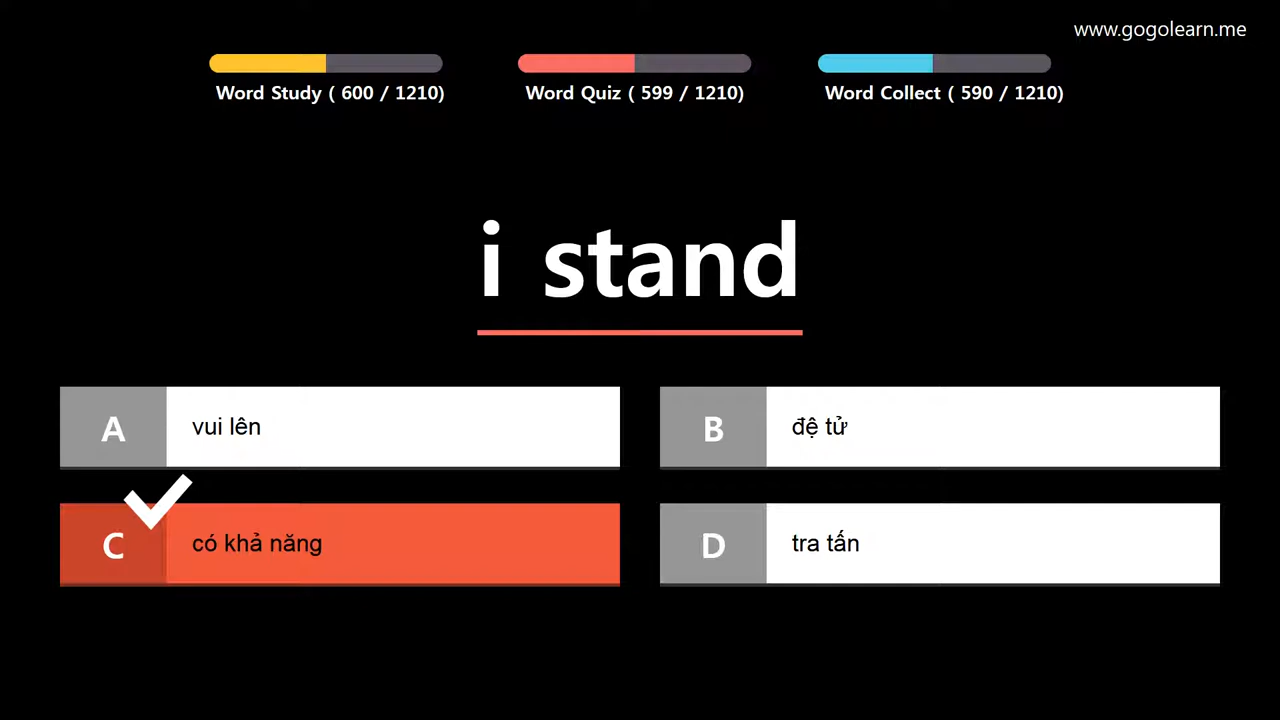 www.gogolearn.me
Word Study ( 600 / 1210)
Word Quiz ( 599 / 1210)
Word Collect ( 590 / 1210)
i stand
A
vui lên
B
đệ tử
C
có khả năng
D
tra tấn